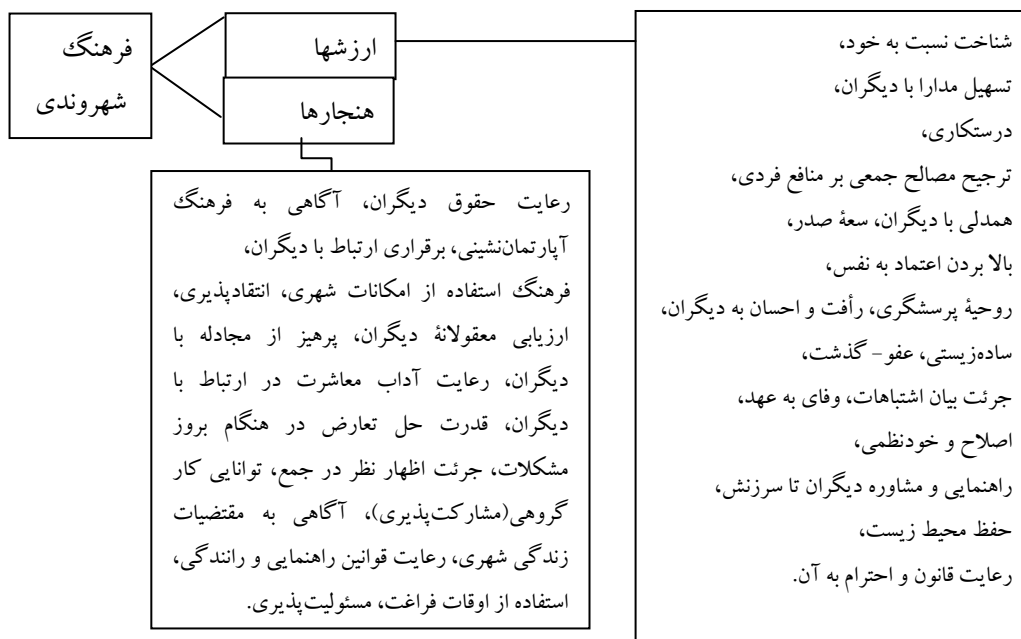 فرهنگ
شهروندی
ارزشها
هنجارها
شناخت نسبت به خود،
تسهیل مدارا با دیگران،
درستکاری،
ترجیح مصالح جمعی بر منافع فردی،
همدلی با دیگران، سعۀ صدر،
بالا بردن اعتماد به نفس،
روحیۀ پرسشگری، رأفت و احسان به دیگران،
ساده‌زیستی، عفو - گذشت،
جرئت بیان اشتباهات، وفای به عهد،
اصلاح و خودنظمی،
راهنمایی و مشاوره دیگران تا سرزنش،
حفظ محیط زیست،
رعایت قانون و احترام به آن.
رعایت حقوق دیگران، آگاهی به فرهنگ
آپارتمان‌نشینی، برقراری ارتباط با دیگران،
فرهنگ استفاده از امکانات شهری، انتقادپذیری،
ارزیابی معقولانۀ دیگران، پرهیز از مجادله با
دیگران، رعایت آداب معاشرت در ارتباط با
دیگران، قدرت حل تعارض در هنگام بروز
مشکلات، جرئت اظهار نظر در جمع، توانایی کار
گروهی(مشارکت‌پذیری)، آگاهی به مقتضیات
زندگی شهری، رعایت قوانین راهنمایی و رانندگی،
استفاده از اوقات فراغت، مسئولیت‌پذیری.